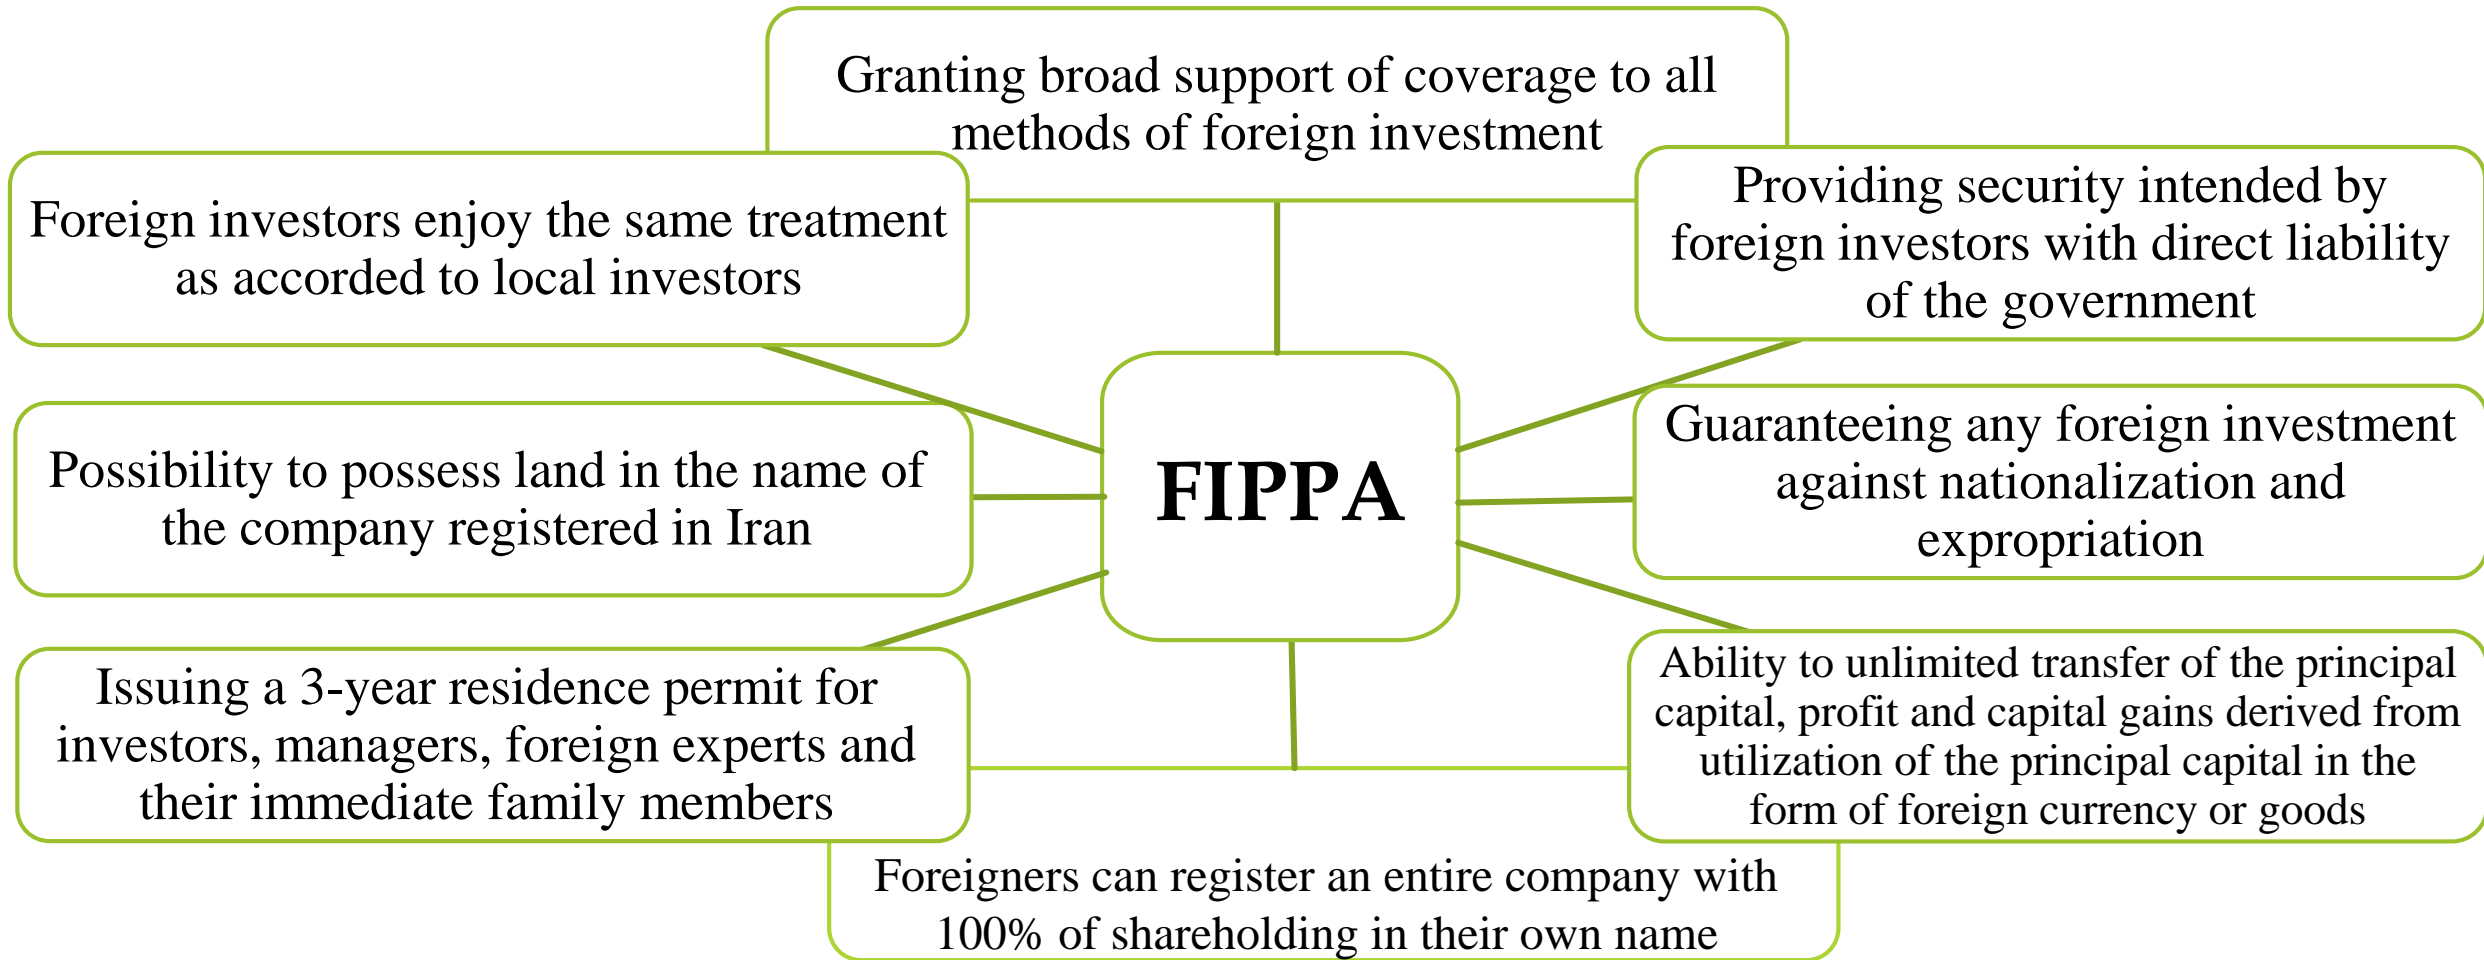 Granting broad support of coverage to all
methods of foreign investment
Foreign investors enjoy the same treatment
as accorded to local investors
Providing security intended by
foreign investors with direct liability
of the government
Possibility to possess land in the name of
the company registered in Iran
FIPPA
Guaranteeing any foreign investment
against nationalization and
expropriation
Issuing a 3-year residence permit for
investors, managers, foreign experts and
their immediate family members
Ability to unlimited transfer of the principal
capital, profit and capital gains derived from
utilization of the principal capital in the
form of foreign currency or goods
Foreigners can register an entire company with
100% of shareholding in their own name